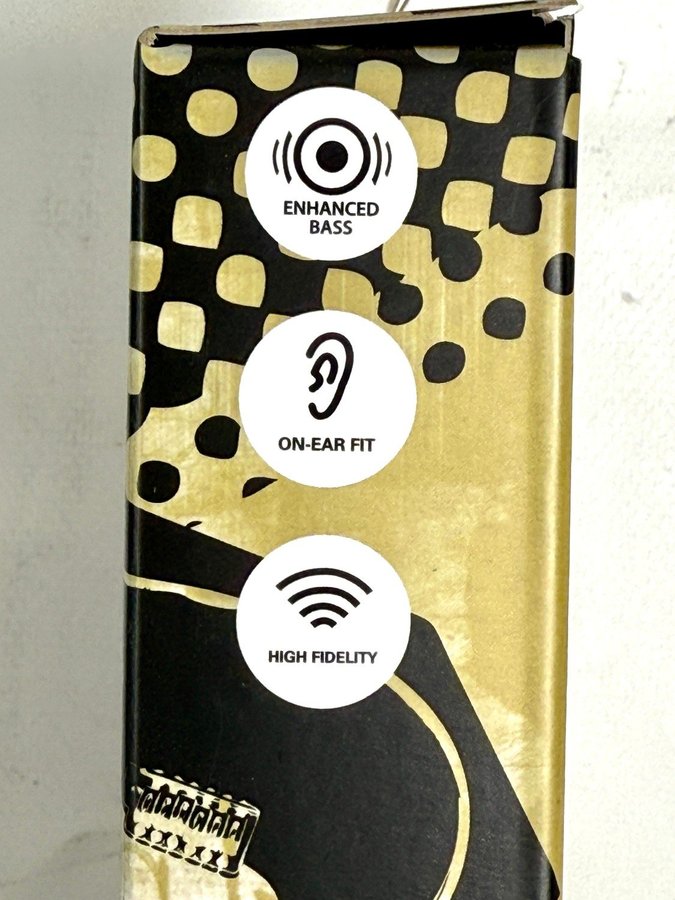 ENHANCED
BASS
ON-EAR FIT
HIGH FIDELITY